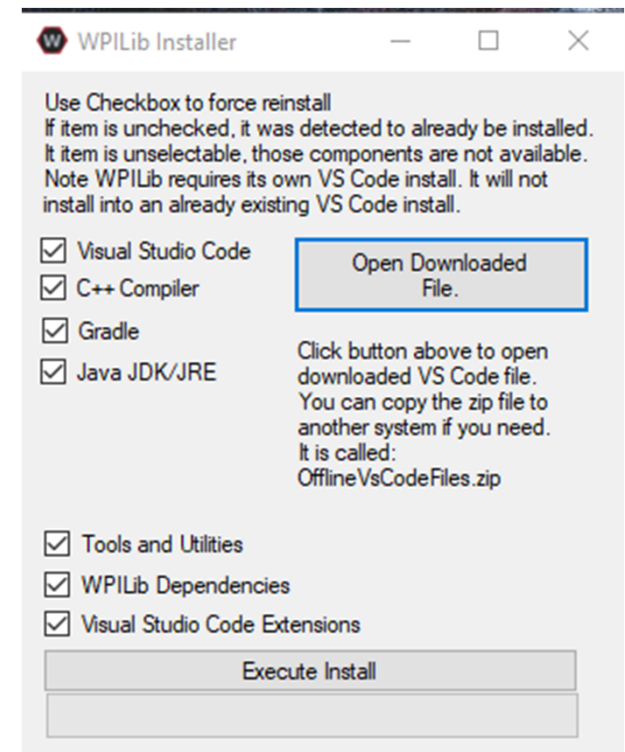 W WPILib Installer
Use Checkbox to force reinstall
If item is unchecked, it was detected to already be installed.
It item is unselectable, those components are not available.
Note WPILib requires its own VS Code install. It will not
install into an already existing VS Code install.
Visual Studio Code
C++ Compiler
Gradle
Java JDK/JRE
Open Downloaded
File.
Click button above to open
downloaded VS Code file.
You can copy the zip file to
another system if you need.
It is called:
OfflineVsCodeFiles.zip
Tools and Utilities
WPILib Dependencies
Visual Studio Code Extensions
Execute Install